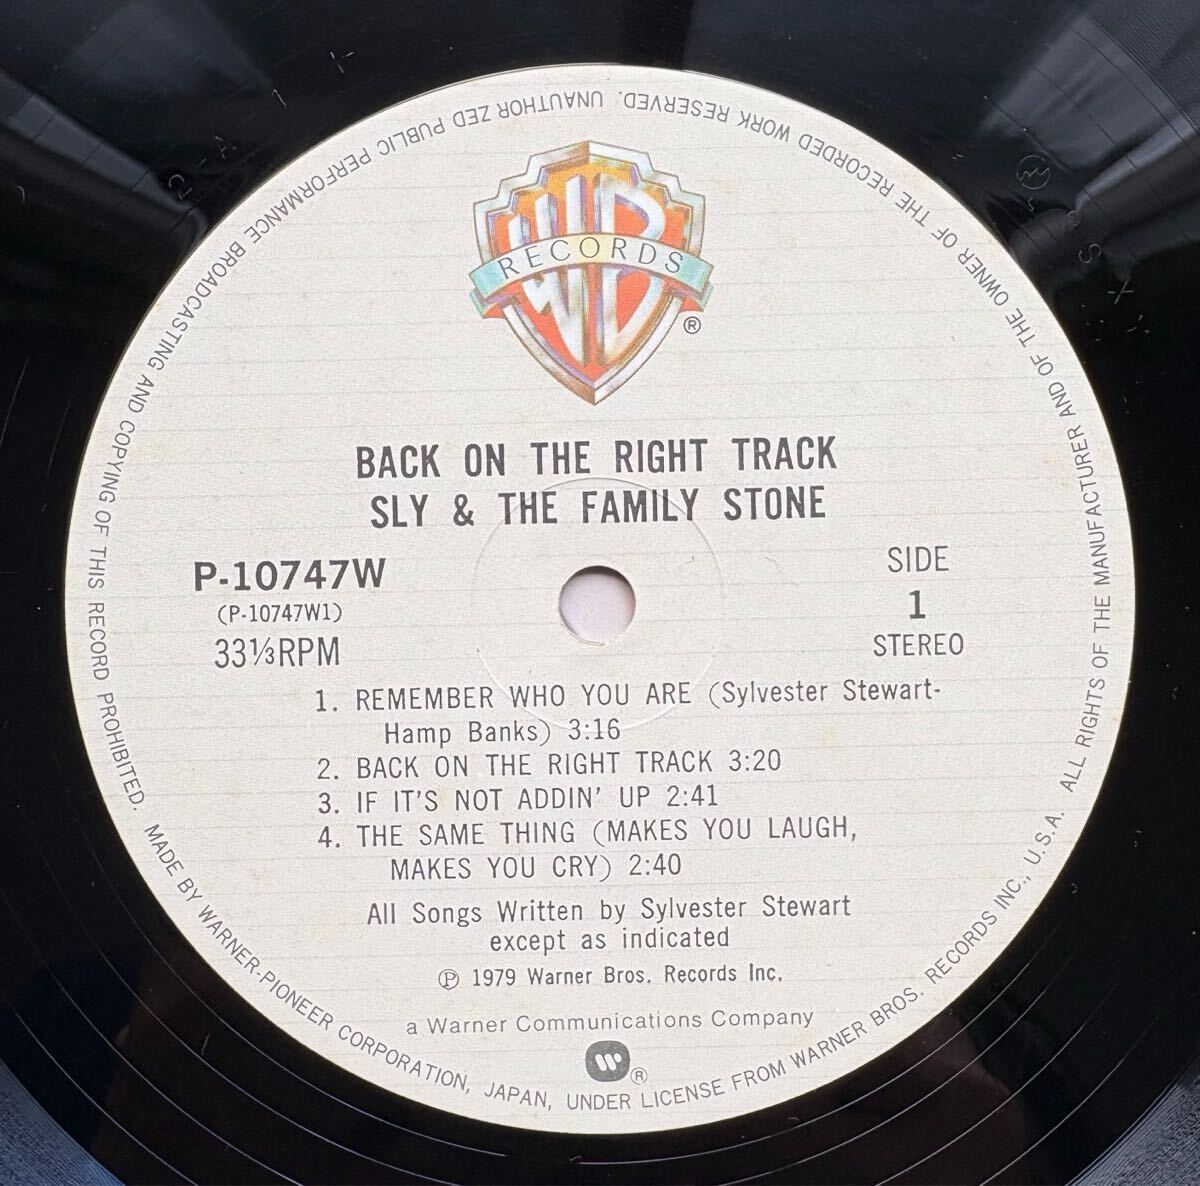 WB
RECORDS
®
BACK ON THE RIGHT TRACK
SLY & THE FAMILY STONE
P-10747W
(P-10747W1)
33⅓RPM
SIDE
1
STEREO
1. REMEMBER WHO YOU ARE (Sylvester Stewart-
Hamp Banks) 3:16
2. BACK ON THE RIGHT TRACK 3:20
3. IF IT'S NOT ADDIN' UP 2:41
4. THE SAME THING (MAKES YOU LAUGH,
MAKES YOU CRY) 2:40
All Songs Written by Sylvester Stewart
except as indicated
℗ 1979 Warner Bros. Records Inc.
a Warner Communications Company
®
MADE BY WARNER-PIONEER CORPORATION, JAPAN, UNDER LICENSE FROM WARNER BROS. RECORDS INC., U.S.A. ALL RIGHTS OF THE MANUFACTURER AND OF THE OWNER OF THE RECORDED WORK RESERVED. UNAUTHOR ZED PUBLIC PERFORMANCE BROADCASTING AND COPYING OF THIS RECORD PROHIBITED.
2-A